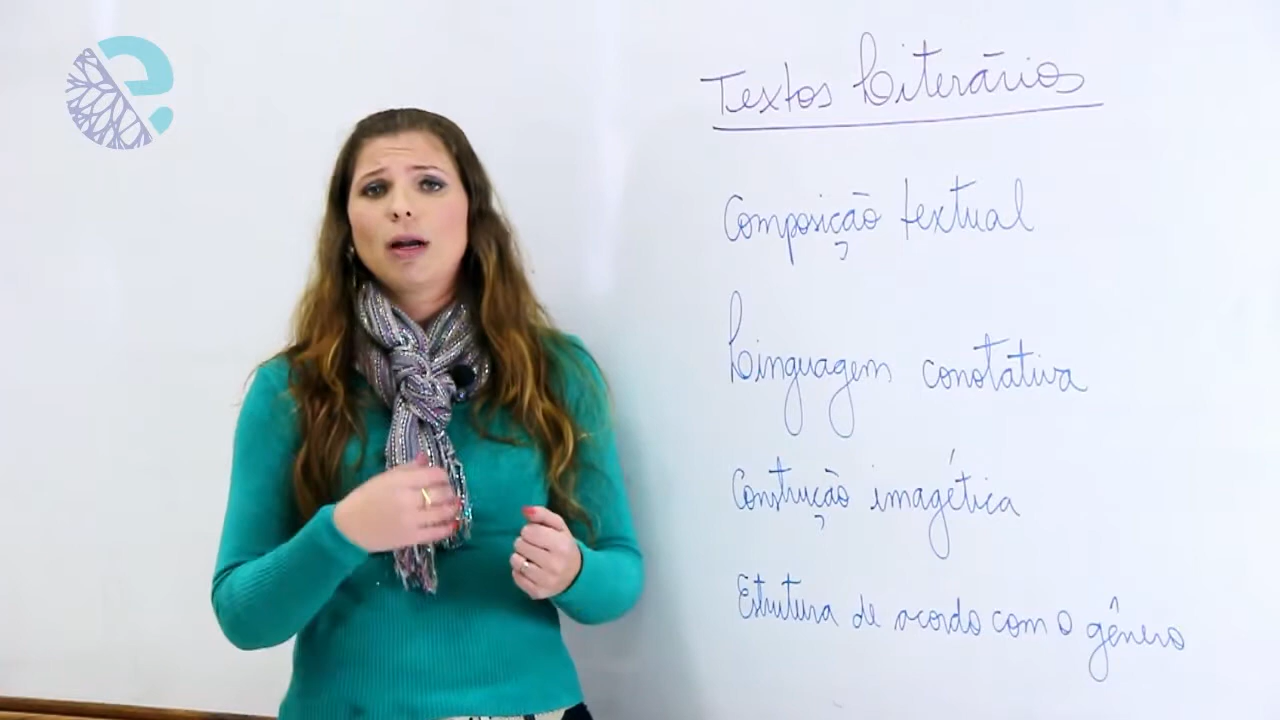 Textos Literários
Composição textual
Linguagem conotativa
Construção imagética
Estrutura de acordo com o gênero